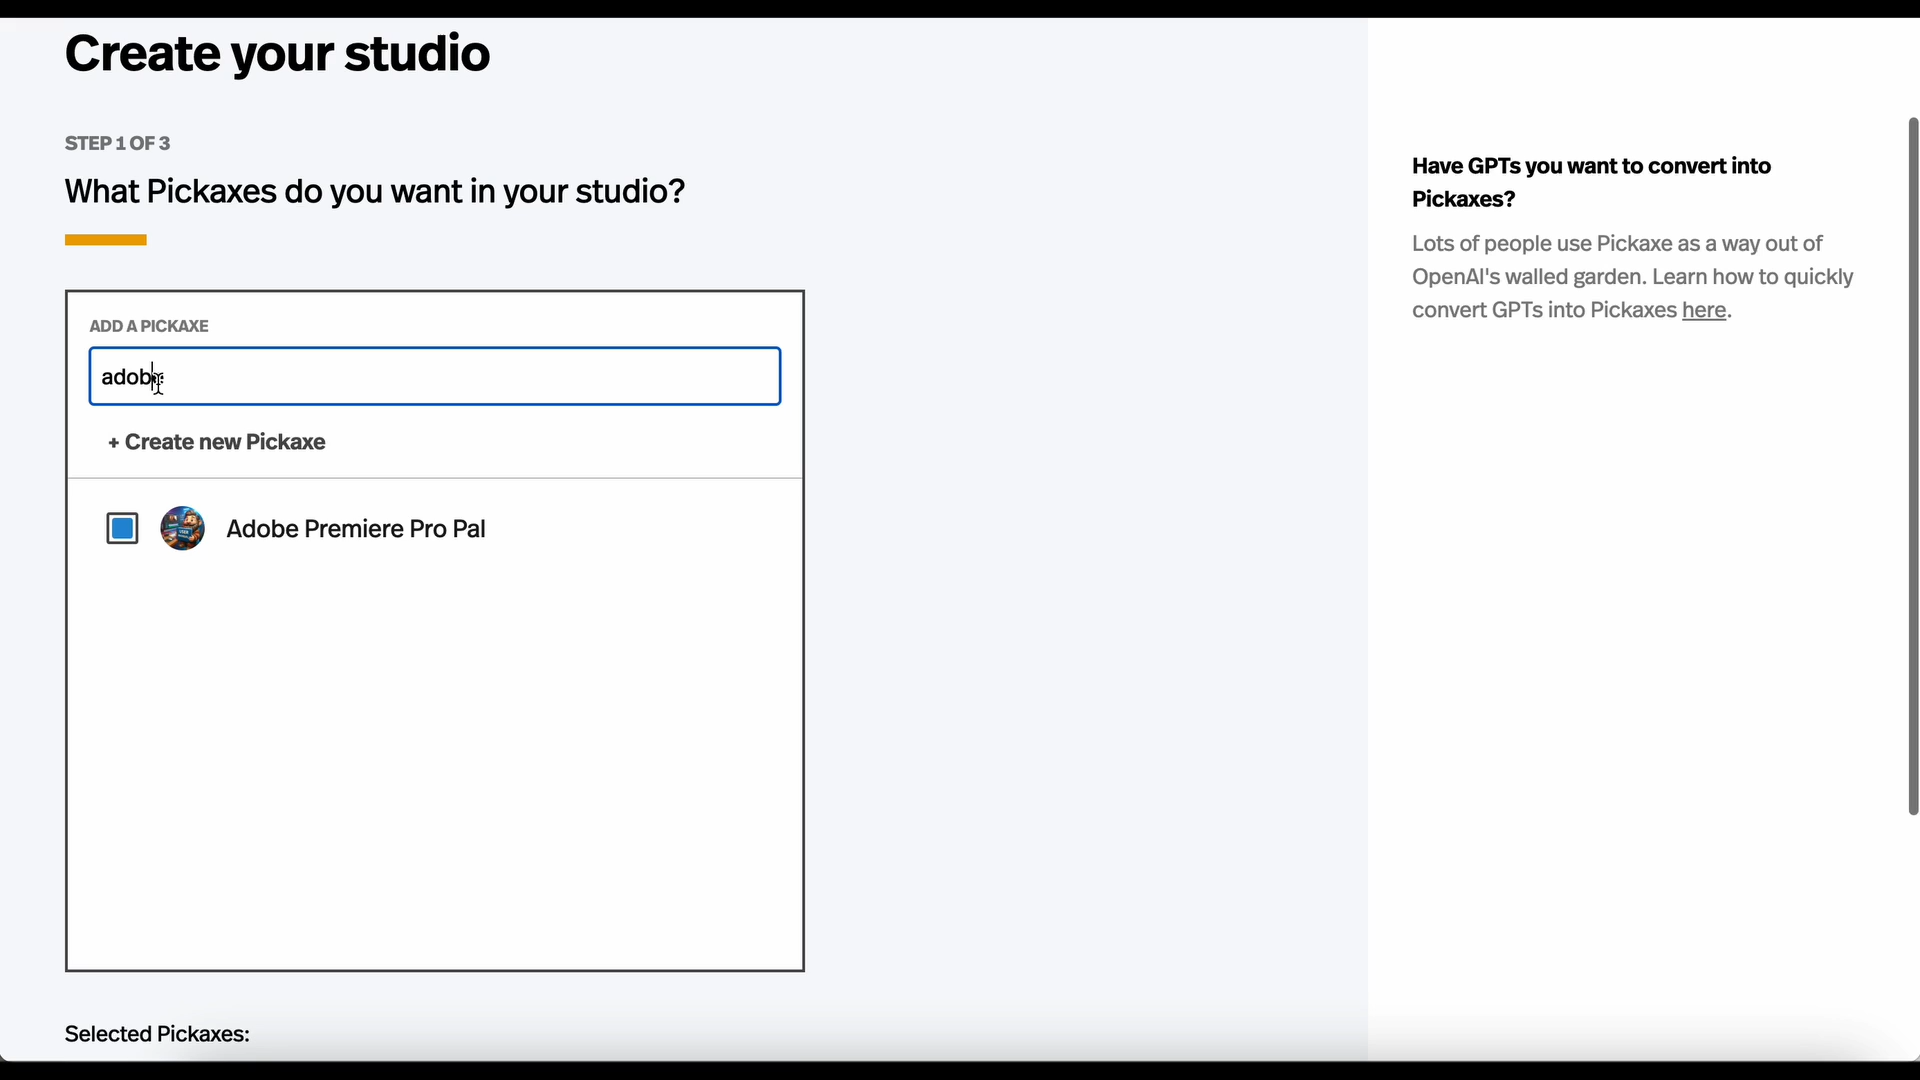 Create your studio
STEP 1 OF 3
What Pickaxes do you want in your studio?
ADD A PICKAXE
adobe
+ Create new Pickaxe
Adobe Premiere Pro Pal
Selected Pickaxes:
Have GPTs you want to convert into
Pickaxes?
Lots of people use Pickaxe as a way out of
OpenAI's walled garden. Learn how to quickly
convert GPTs into Pickaxes here.